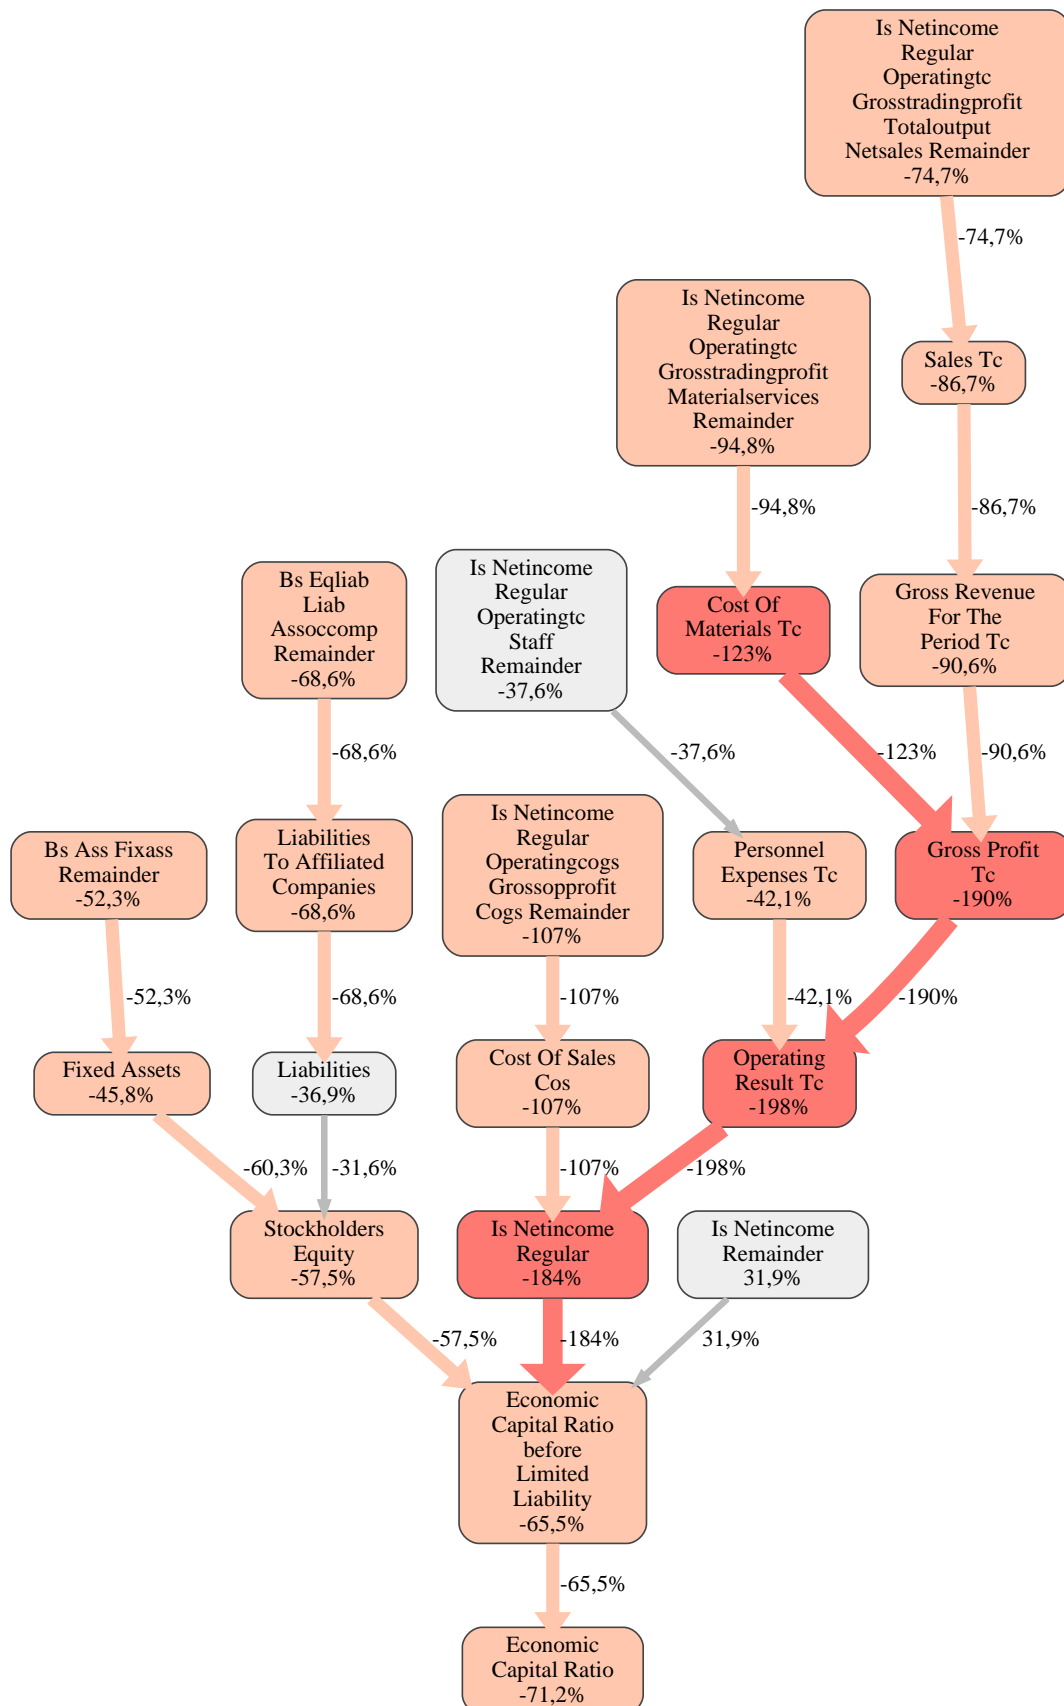 Is Netincome
Regular
Operatingtc
Grosstradingprofit
Totaloutput
Netsales Remainder
-74,7%
-74,7%
Is Netincome
Regular
Operatingtc
Grosstradingprofit
Materialservices
Remainder
-94,8%
Sales Tc
-86,7%
-94,8%
-86,7%
Bs Eqliab
Liab
Assoccomp
Remainder
-68,6%
Is Netincome
Regular
Operatingtc
Staff
Remainder
-37,6%
Cost Of
Materials Tc
-123%
Gross Revenue
For The
Period Tc
-90,6%
-68,6%
-37,6%
-123%
-90,6%
Bs Ass Fixass
Remainder
-52,3%
Liabilities
To Affiliated
Companies
-68,6%
Is Netincome
Regular
Operatingcogs
Grossopprofit
Cogs Remainder
-107%
Personnel
Expenses Tc
-42,1%
Gross Profit
Tc
-190%
-52,3%
-68,6%
-107%
-42,1%
-190%
Fixed Assets
-45,8%
Liabilities
-36,9%
Cost Of Sales
Cos
-107%
Operating
Result Tc
-198%
-60,3%
-31,6%
-107%
-198%
Stockholders
Equity
-57,5%
Is Netincome
Regular
-184%
Is Netincome
Remainder
31,9%
-57,5%
-184%
31,9%
Economic
Capital Ratio
before
Limited
Liability
-65,5%
-65,5%
Economic
Capital Ratio
-71,2%